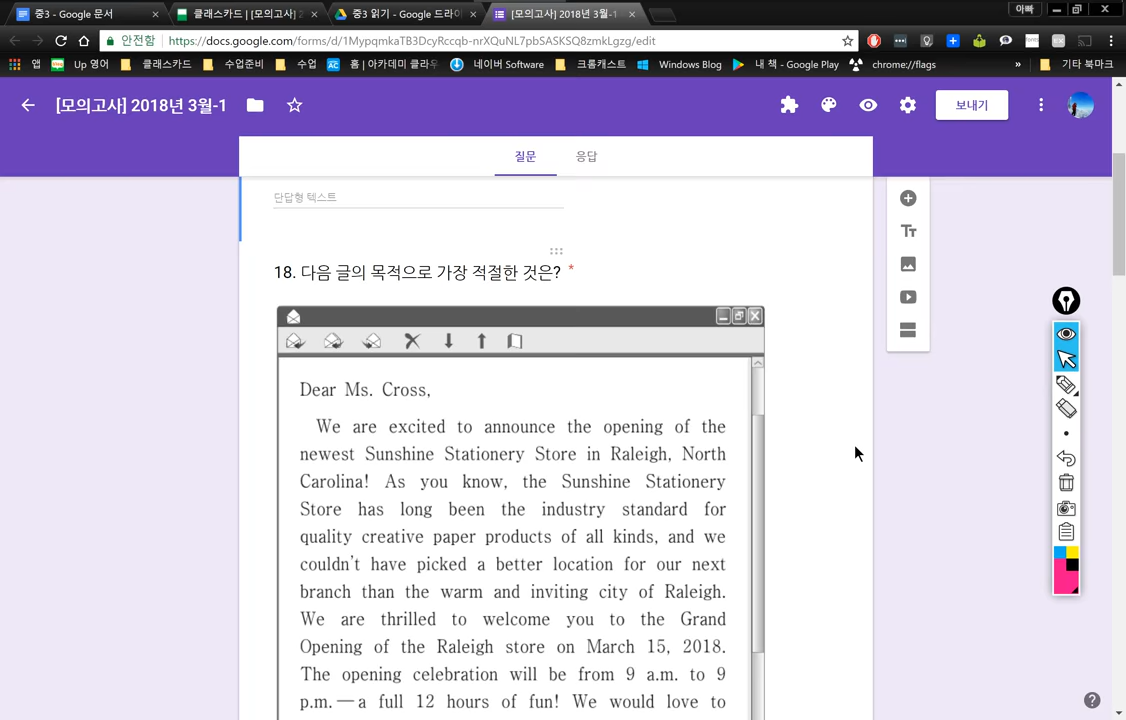 중3 - Google 문서
클래스카드 | [모의고사] 2
중3 읽기 - Google 드라이
[모의고사] 2018년 3월-1
아빠
안전함
https://docs.google.com/forms/d/1MypqmkaTB3DcyRccqb-nrXQuNL7pbSASKSQ8zmkLgzg/edit
앱
Up 영어
클래스카드
수업준비
수업
홈 | 아카데미 클라우
네이버 Software
크롬캐스트
Windows Blog
내 책 - Google Play
chrome://flags
»
기타 북마크
[모의고사] 2018년 3월-1
보내기
질문
응답
단답형 텍스트
18. 다음 글의 목적으로 가장 적절한 것은? *
Dear Ms. Cross,
We are excited to announce the opening of the
newest Sunshine Stationery Store in Raleigh, North
Carolina! As you know, the Sunshine Stationery
Store has long been the industry standard for
quality creative paper products of all kinds, and we
couldn't have picked a better location for our next
branch than the warm and inviting city of Raleigh.
We are thrilled to welcome you to the Grand
Opening of the Raleigh store on March 15, 2018.
The opening celebration will be from 9 a.m. to 9
p.m. — a full 12 hours of fun! We would love to